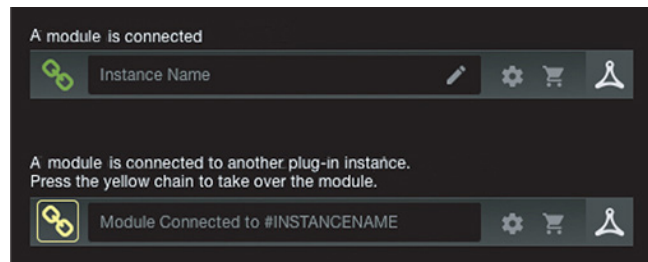 A module is connected
Instance Name
A module is connected to another plug-in instance.
Press the yellow chain to take over the module.
Module Connected to #INSTANCENAME